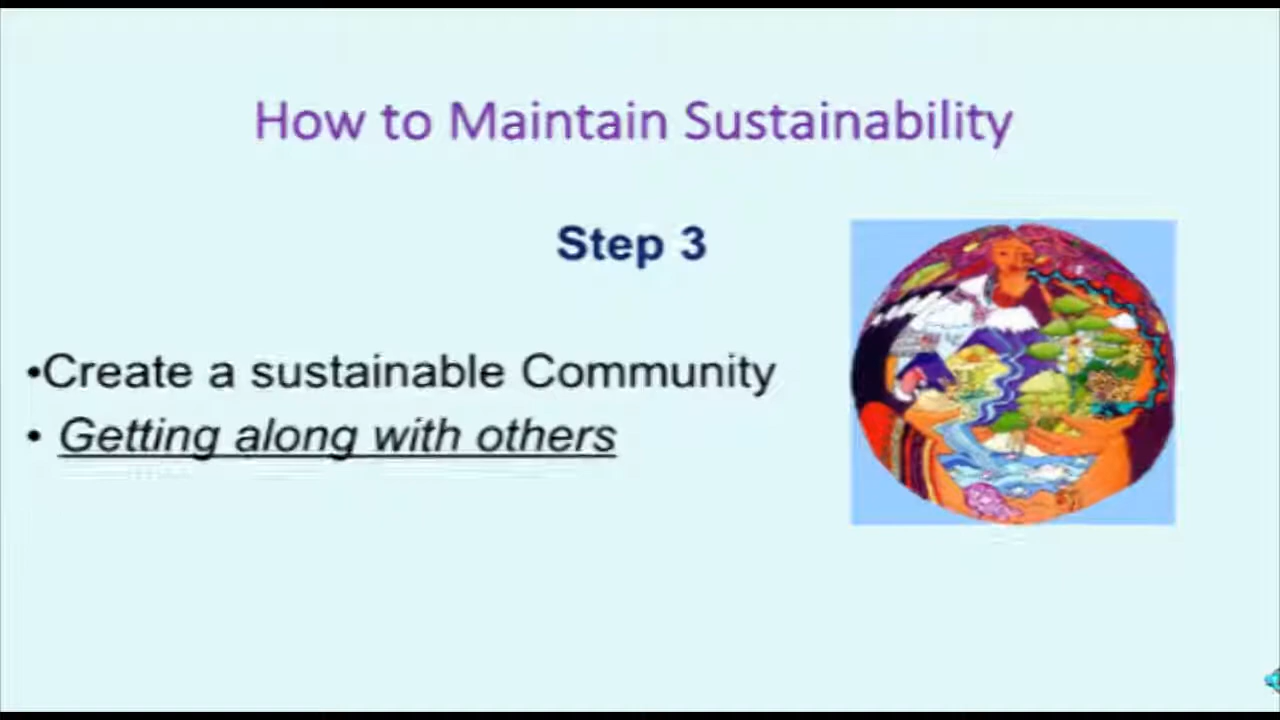 How to Maintain Sustainability
Step 3
•Create a sustainable Community
• Getting along with others